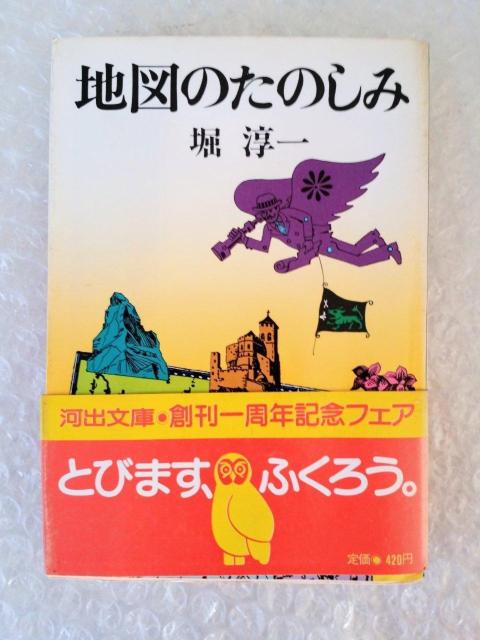 地図のたのしみ
堀 淳一
河出文庫●創刊一周年記念フェア
とびます、ふくろう。
定価●420円